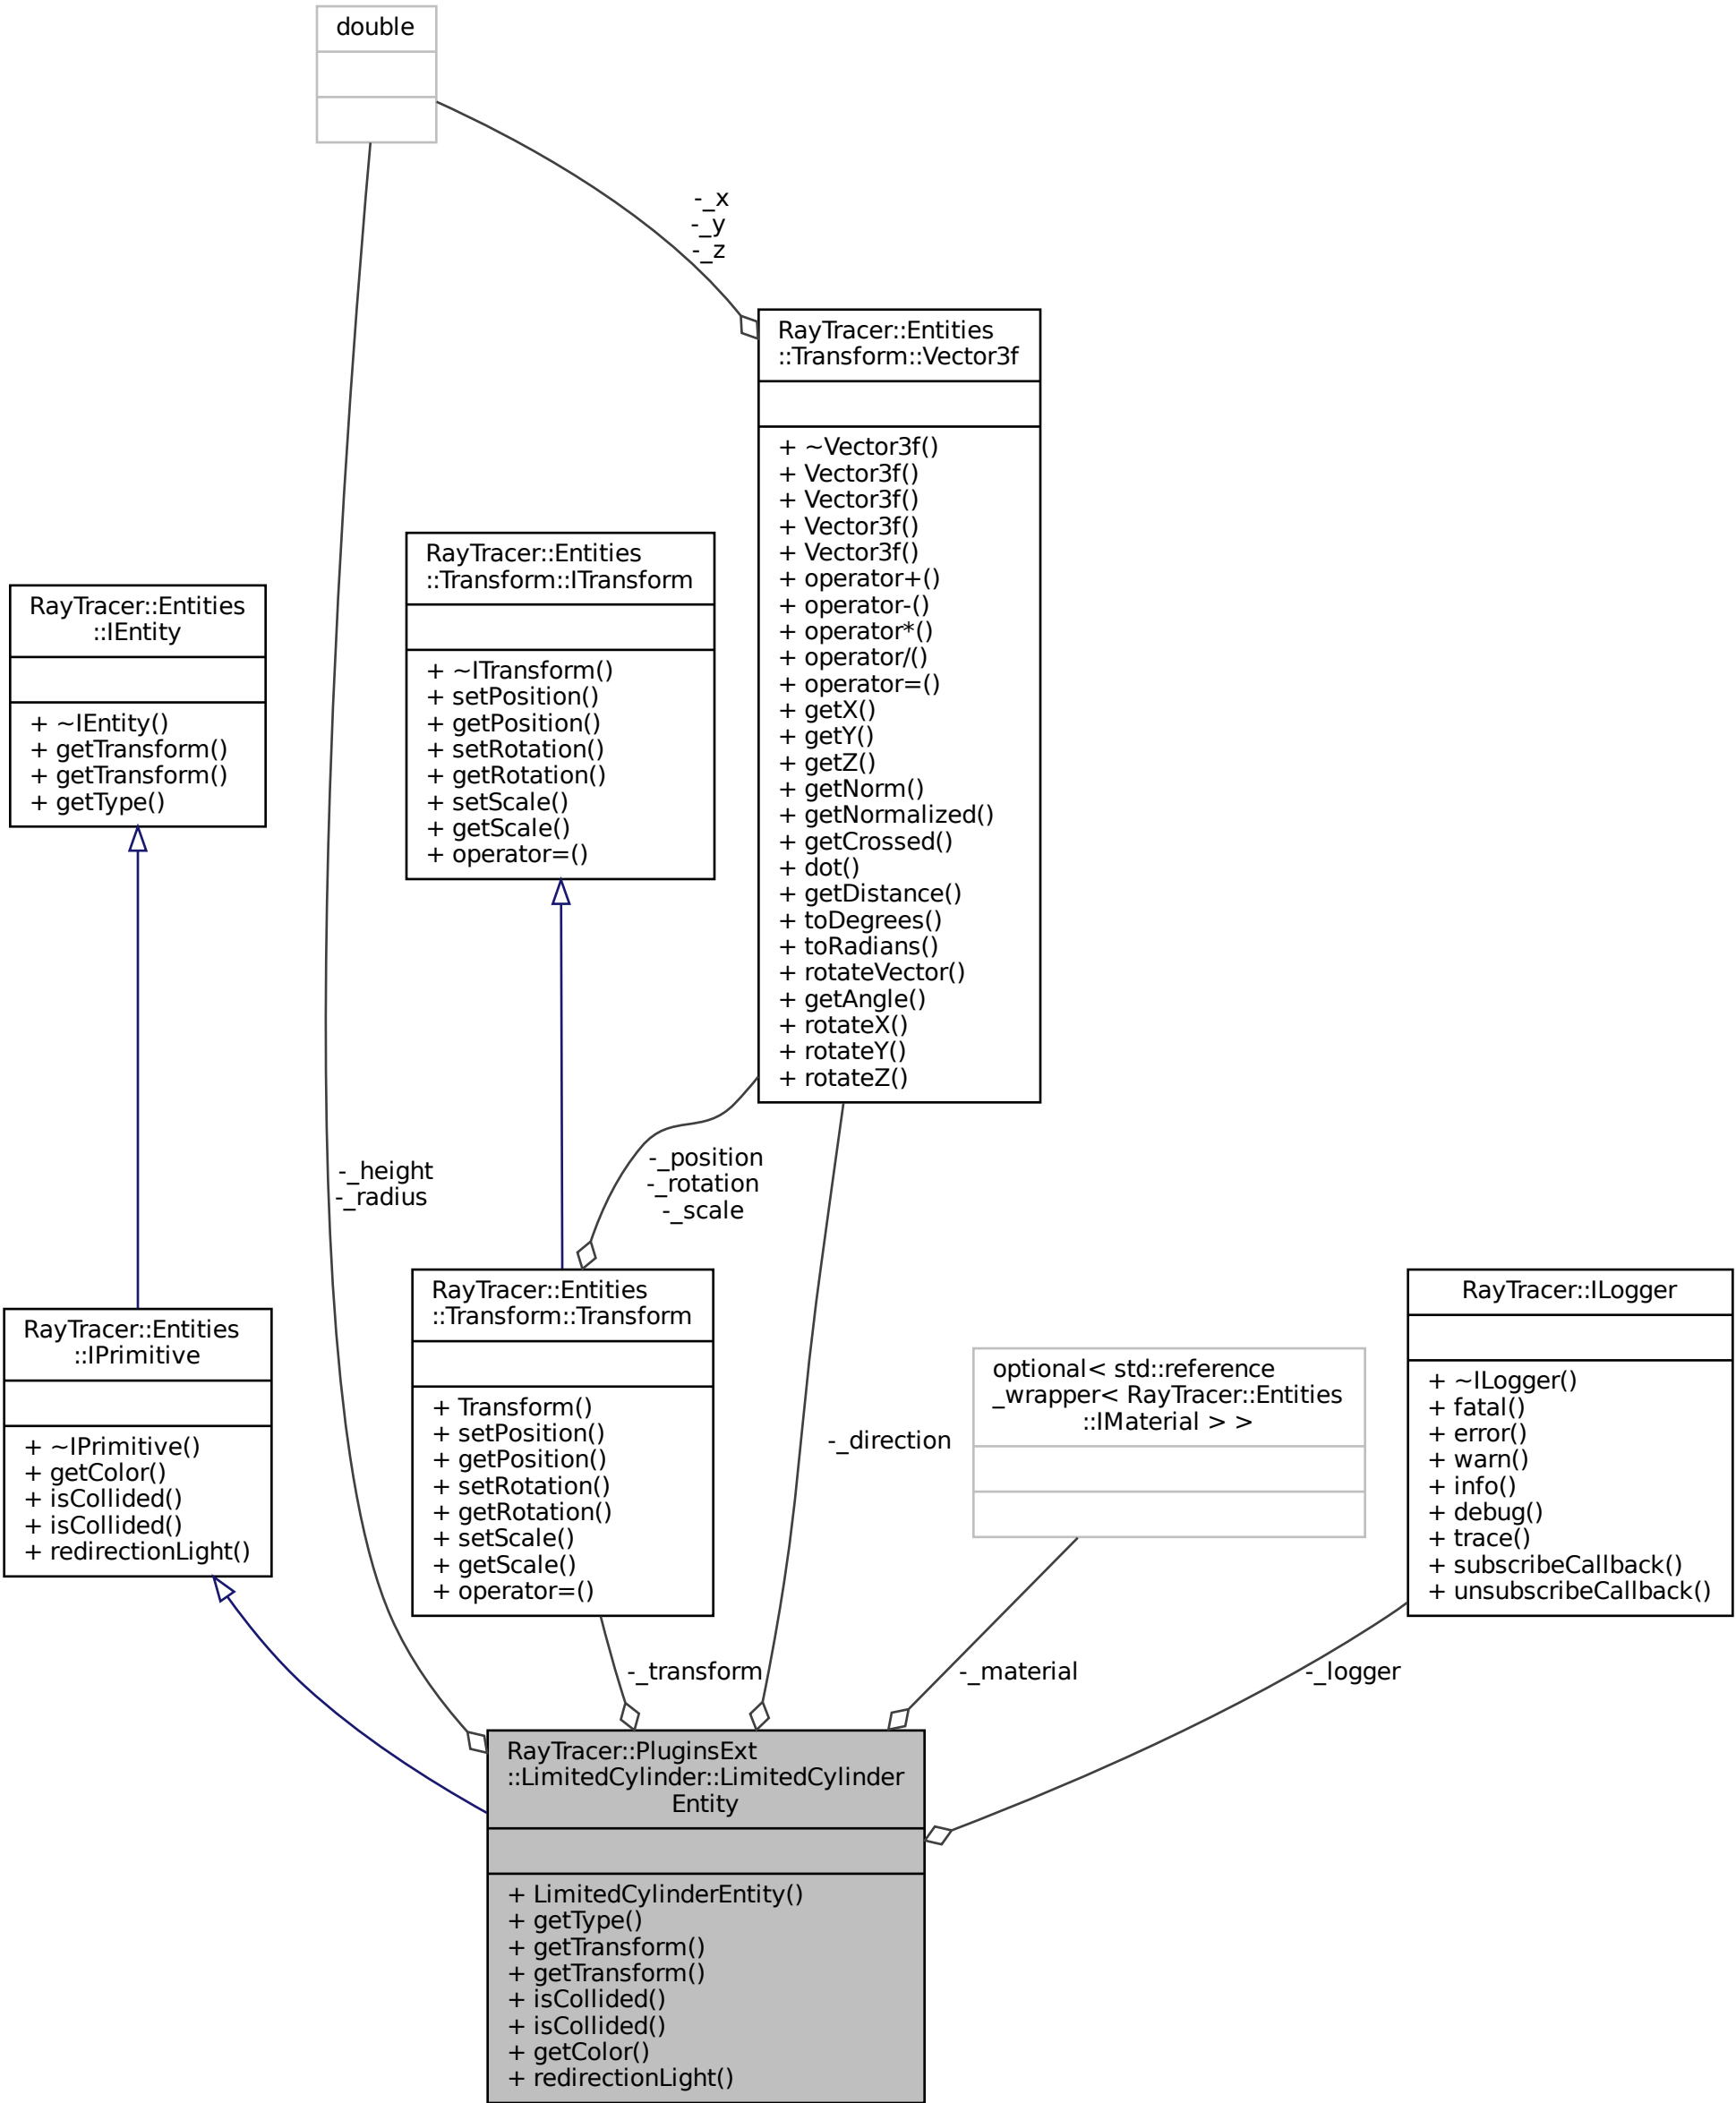 double
-_x
-_y
-_z
RayTracer::Entities
::Transform::Vector3f
+ ~Vector3f()
+ Vector3f()
+ Vector3f()
+ Vector3f()
+ Vector3f()
+ operator+()
+ operator-()
+ operator*()
+ operator/()
+ operator=()
+ getX()
+ getY()
+ getZ()
+ getNorm()
+ getNormalized()
+ getCrossed()
+ dot()
+ getDistance()
+ toDegrees()
+ toRadians()
+ rotateVector()
+ getAngle()
+ rotateX()
+ rotateY()
+ rotateZ()
RayTracer::Entities
::Transform::ITransform
+ ~ITransform()
+ setPosition()
+ getPosition()
+ setRotation()
+ getRotation()
+ setScale()
+ getScale()
+ operator=()
RayTracer::Entities
::IEntity
+ ~IEntity()
+ getTransform()
+ getTransform()
+ getType()
-_height
-_radius
-_position
-_rotation
-_scale
RayTracer::Entities
::IPrimitive
+ ~IPrimitive()
+ getColor()
+ isCollided()
+ isCollided()
+ redirectionLight()
RayTracer::Entities
::Transform::Transform
+ Transform()
+ setPosition()
+ getPosition()
+ setRotation()
+ getRotation()
+ setScale()
+ getScale()
+ operator=()
-_direction
optional< std::reference
_wrapper< RayTracer::Entities
::IMaterial > >
RayTracer::ILogger
+ ~ILogger()
+ fatal()
+ error()
+ warn()
+ info()
+ debug()
+ trace()
+ subscribeCallback()
+ unsubscribeCallback()
-_transform
-_material
-_logger
RayTracer::PluginsExt
::LimitedCylinder::LimitedCylinder
Entity
+ LimitedCylinderEntity()
+ getType()
+ getTransform()
+ getTransform()
+ isCollided()
+ isCollided()
+ getColor()
+ redirectionLight()